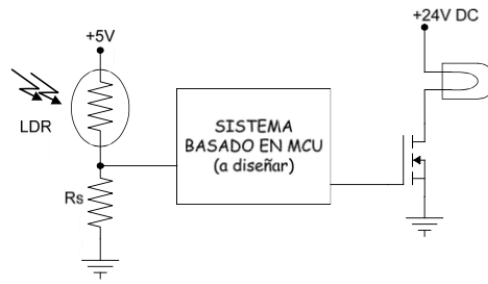 +24V DC
+5V
LDR
SISTEMA
BASADO EN MCU
(a diseñar)
Rs